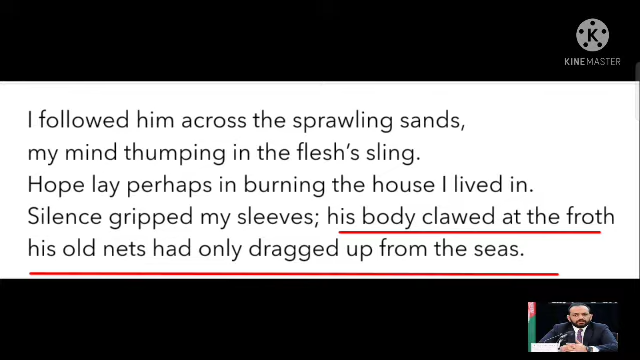 K
KINEMASTER
I followed him across the sprawling sands,
my mind thumping in the flesh's sling.
Hope lay perhaps in burning the house I lived in.
Silence gripped my sleeves; his body clawed at the froth
his old nets had only dragged up from the seas.